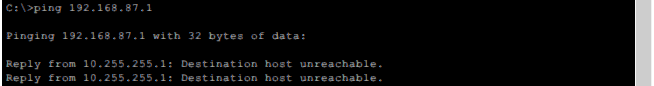 C:\>ping 192.168.87.1
Pinging 192.168.87.1 with 32 bytes of data:
Reply from 10.255.255.1: Destination host unreachable.
Reply from 10.255.255.1: Destination host unreachable.